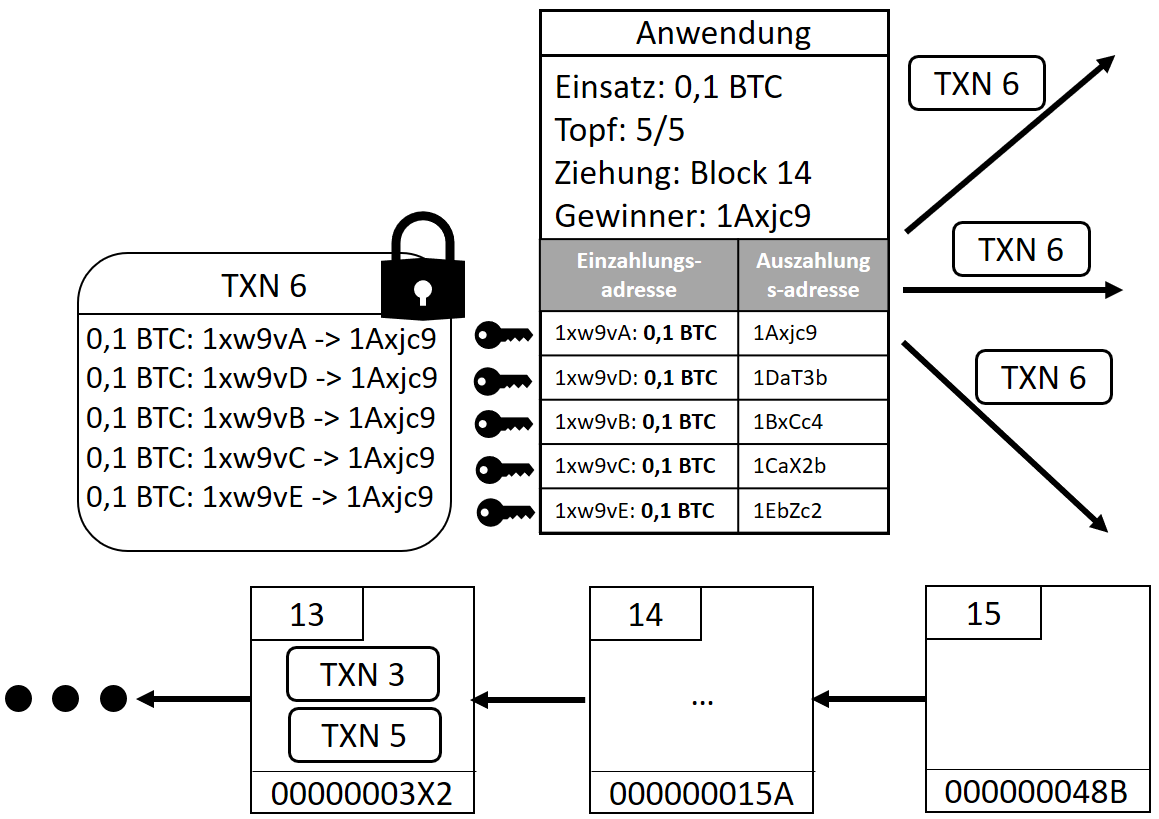 Anwendung
Einsatz: 0,1 BTC
Topf: 5/5
Ziehung: Block 14
Gewinner: 1Axjc9
Einzahlungs-
adresse
Auszahlung
s-adresse
1xw9vA: 0,1 BTC 1Axjc9
1xw9vD: 0,1 BTC 1DaT3b
1xw9vB: 0,1 BTC 1BxCc4
1xw9vC: 0,1 BTC 1CaX2b
1xw9vE: 0,1 BTC 1EbZc2
TXN 6
TXN 6
TXN 6
TXN 6
0,1 BTC: 1xw9vA -> 1Axjc9
0,1 BTC: 1xw9vD -> 1Axjc9
0,1 BTC: 1xw9vB -> 1Axjc9
0,1 BTC: 1xw9vC -> 1Axjc9
0,1 BTC: 1xw9vE -> 1Axjc9
13
TXN 3
TXN 5
00000003X2
14
...
000000015A
15
000000048B